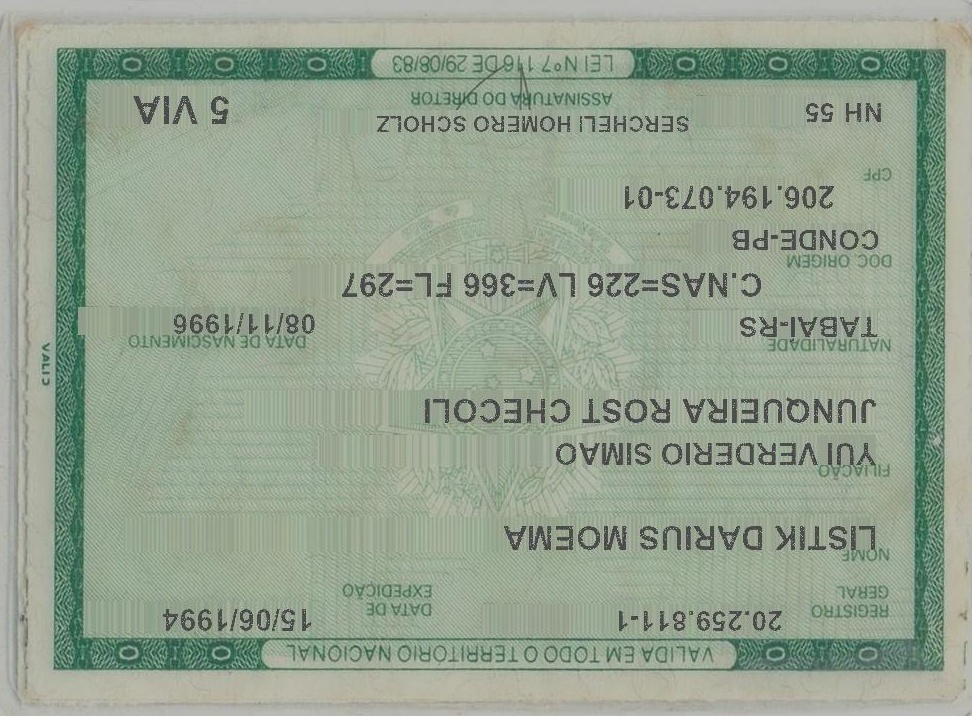 VALIDA EM TODO O TERRITORIO NACIONAL
REGISTRO GERAL 20.259.811-1 DATA DE EXPEDIÇÃO 15/06/1994
NOME
LISTIK DARIUS MOEMA
FILIAÇÃO
YUI VERDERIO SIMAO
JUNQUEIRA ROST CHECOLI
NATURALIDADE DATA DE NASCIMENTO
TABAÍ-RS 08/11/1996
C.NAS=226 LV=366 FL=297
DOC. ORIGEM
CONDE-PB
206.194.073-01
CPF
SERCHELI HOMERO SCHOLZ
NH 55 5 VIA
ASSINATURA DO DIRETOR
LEI Nº 7.116 DE 29/08/83